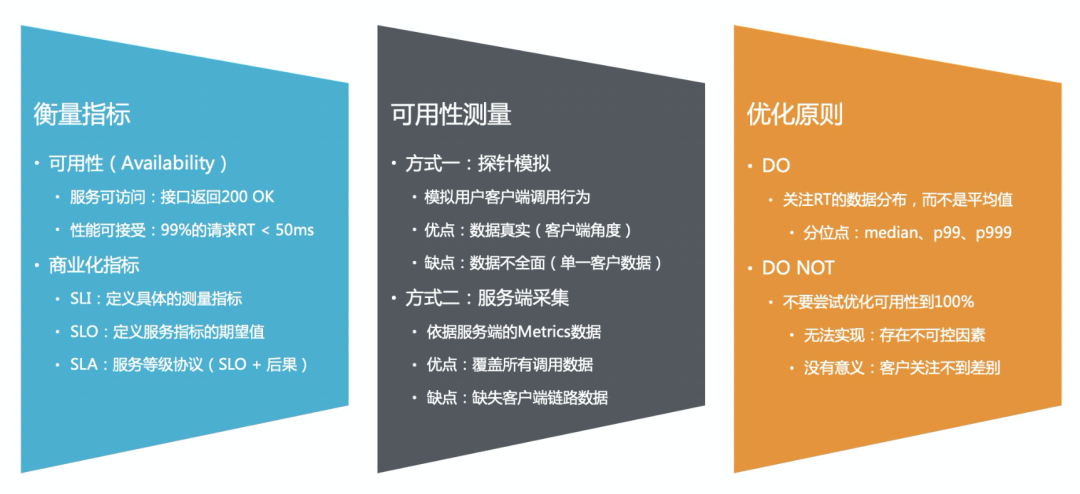 衡量指标
• 可用性（Availability）
• 服务可访问：接口返回200 OK
• 性能可接受：99%的请求RT < 50ms
• 商业化指标
• SLI：定义具体的测量指标
• SLO：定义服务指标的期望值
• SLA：服务等级协议（SLO + 后果）
可用性测量
• 方式一：探针模拟
• 模拟用户客户端调用行为
• 优点：数据真实（客户端角度）
• 缺点：数据不全面（单一客户数据）
• 方式二：服务端采集
• 依据服务端的Metrics数据
• 优点：覆盖所有调用数据
• 缺点：缺失客户端链路数据
优化原则
• DO
• 关注RT的数据分布，而不是平均值
• 分位点：median、p99、p999
• DO NOT
• 不要尝试优化可用性到100%
• 无法实现：存在不可控因素
• 没有意义：客户关注不到差别